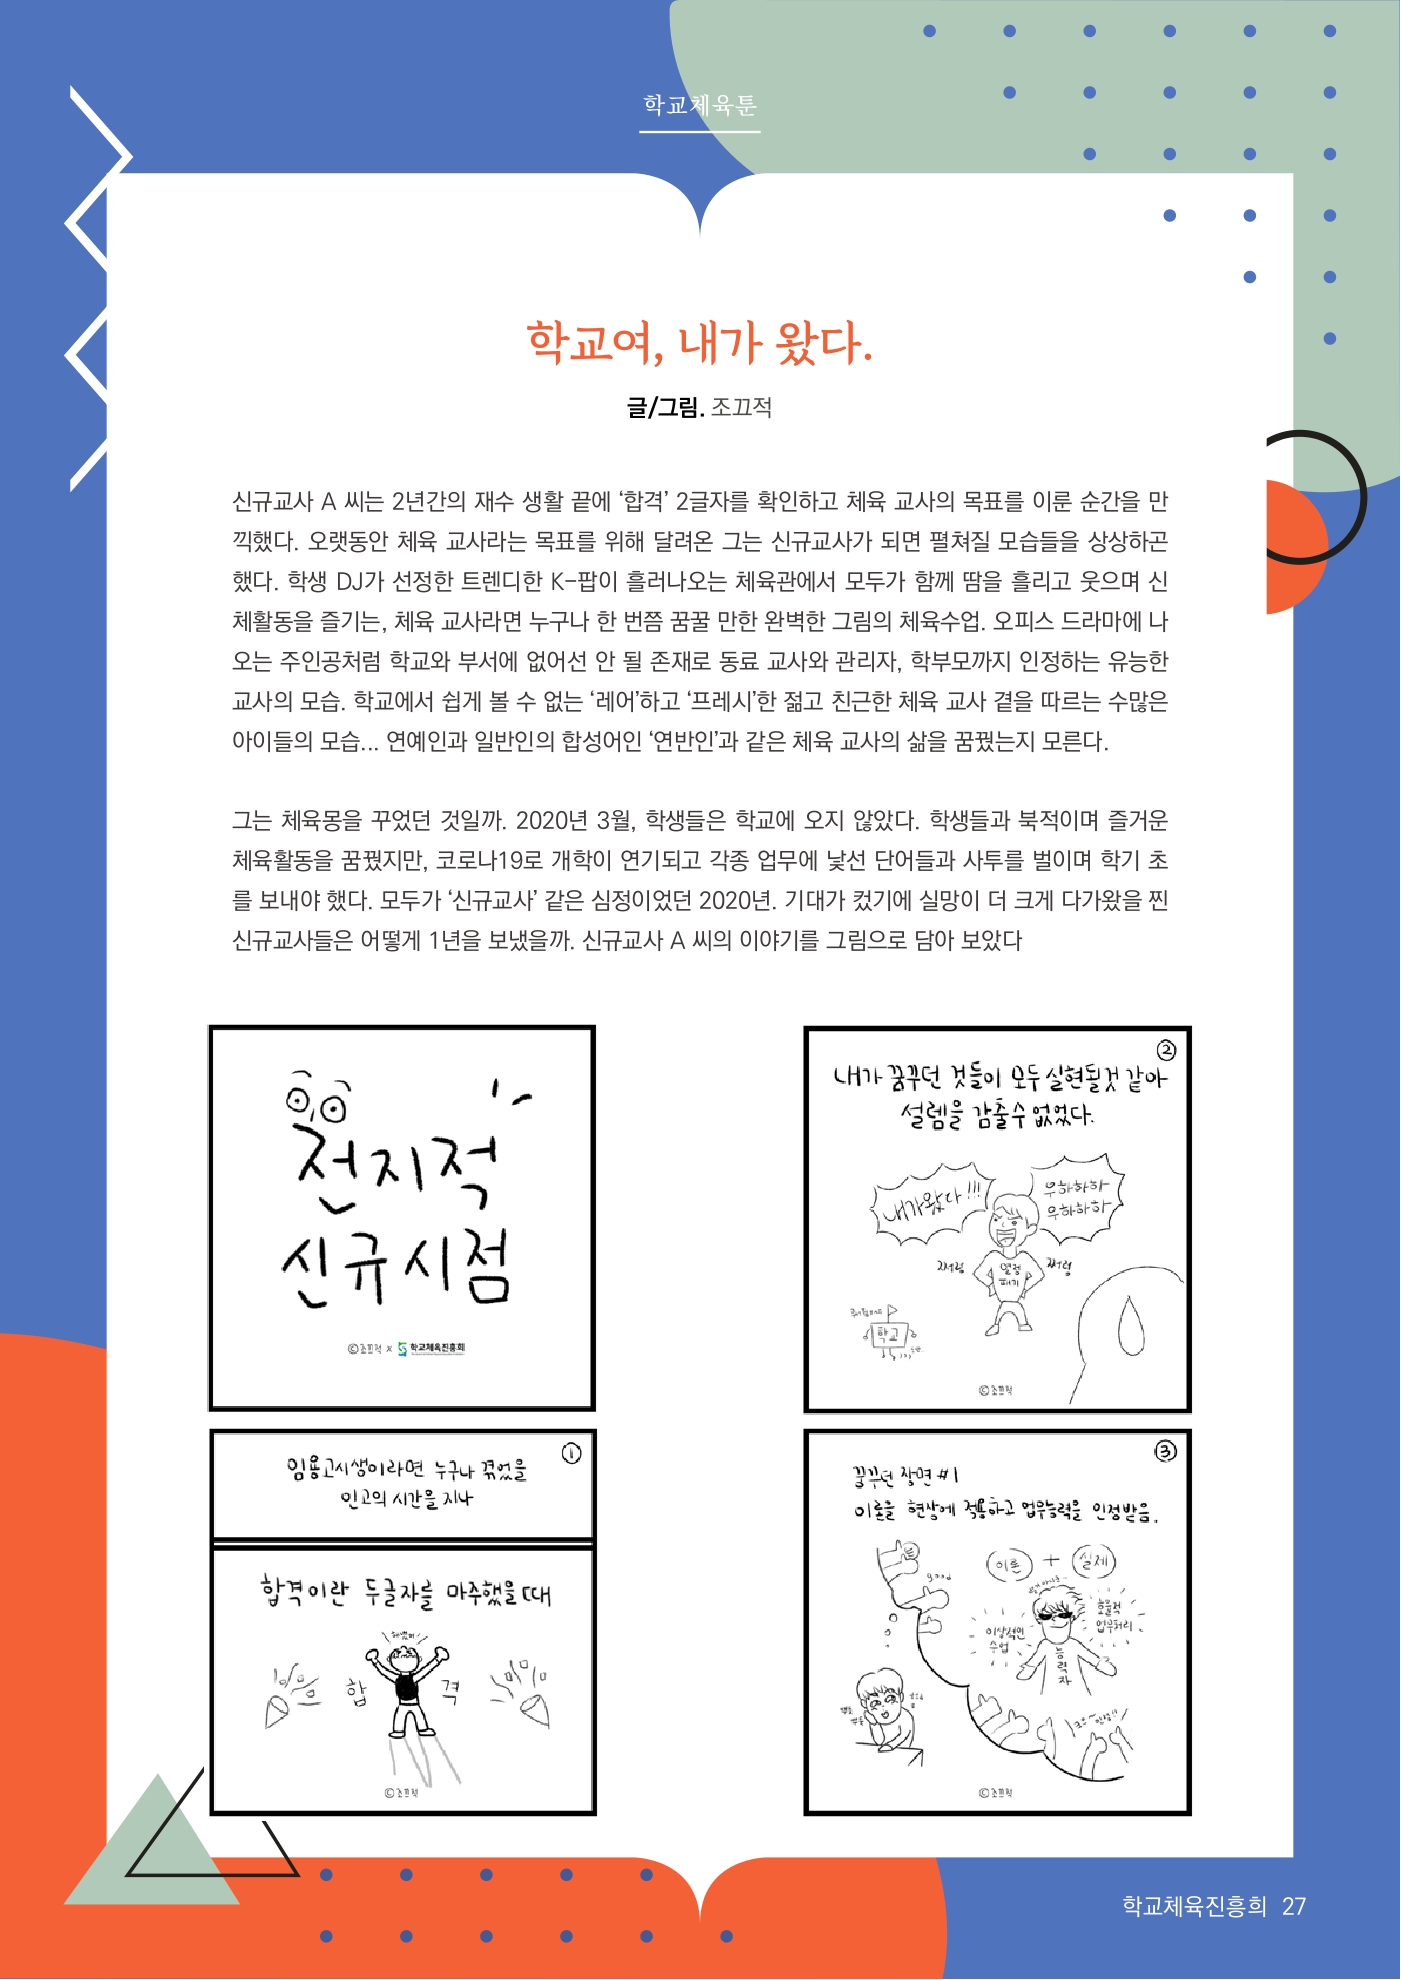 학교체육툰
학교여, 내가 왔다.
글/그림. 조끄적
신규교사 A 씨는 2년간의 재수 생활 끝에 ‘합격’ 2글자를 확인하고 체육 교사의 목표를 이룬 순간을 만
끽했다. 오랫동안 체육 교사라는 목표를 위해 달려온 그는 신규교사가 되면 펼쳐질 모습들을 상상하곤
했다. 학생 DJ가 선정한 트렌디한 K-팝이 흘러나오는 체육관에서 모두가 함께 땀을 흘리고 웃으며 신
체활동을 즐기는, 체육 교사라면 누구나 한 번쯤 꿈꿀 만한 완벽한 그림의 체육수업. 오피스 드라마에 나
오는 주인공처럼 학교와 부서에 없어선 안 될 존재로 동료 교사와 관리자, 학부모까지 인정하는 유능한
교사의 모습. 학교에서 쉽게 볼 수 없는 ‘레어’하고 ‘프레시’한 젊고 친근한 체육 교사 곁을 따르는 수많은
아이들의 모습... 연예인과 일반인의 합성어인 ‘연반인’과 같은 체육 교사의 삶을 꿈꿨는지 모른다.
그는 체육몽을 꾸었던 것일까. 2020년 3월, 학생들은 학교에 오지 않았다. 학생들과 북적이며 즐거운
체육활동을 꿈꿨지만, 코로나19로 개학이 연기되고 각종 업무에 낯선 단어들과 사투를 벌이며 학기 초
를 보내야 했다. 모두가 ‘신규교사’ 같은 심정이었던 2020년. 기대가 컸기에 실망이 더 크게 다가왔을 찐
신규교사들은 어떻게 1년을 보냈을까. 신규교사 A 씨의 이야기를 그림으로 담아 보았다
전지적
신규시점
©조끄적 x 학교체육진흥회
①
임용고시생이라면 누구나 겪었을
인고의 시간을 지나
합격이란 두글자를 마주했을 때
합 격
©조끄적
②
내가 꿈꾸던 것들이 모두 실현될것 같아
설렘을 감출수 없었다.
내가왔다!!!
우하하하
우하하하
쩌렁 쩌렁
열정
패기
학교
©조끄적
③
꿈꾸던 장면 #1
이론을 현장에 적용하고 업무능력을 인정받음.
이론 + 실제
good
이상적인
수업
효율적
업무처리
능력자
©조끄적
학교체육진흥회 27